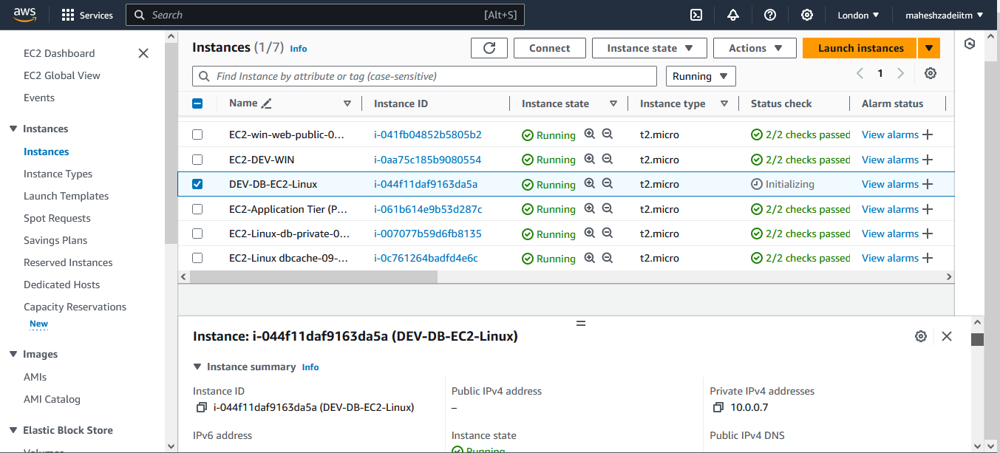 aws Services Search [Alt+S] London maheshzadeiitm
EC2 Dashboard
EC2 Global View
Events
Instances
Instances
Instance Types
Launch Templates
Spot Requests
Savings Plans
Reserved Instances
Dedicated Hosts
Capacity Reservations
New
Images
AMIs
AMI Catalog
Elastic Block Store
Volumes
Instances (1/7) Info Connect Instance state Actions Launch instances
Find Instance by attribute or tag (case-sensitive) Running 1
Name Instance ID Instance state Instance type Status check Alarm status
EC2-win-web-public-0... i-041fb04852b5805b2 Running t2.micro 2/2 checks passed View alarms
EC2-DEV-WIN i-0aa75c185b9080554 Running t2.micro 2/2 checks passed View alarms
DEV-DB-EC2-Linux i-044f11daf9163da5a Running t2.micro Initializing View alarms
EC2-Application Tier (P... i-061b614e9b53d287c Running t2.micro 2/2 checks passed View alarms
EC2-Linux-db-private-0... i-007077b59d6fb8135 Running t2.micro 2/2 checks passed View alarms
EC2-Linux dbcache-09-... i-0c761264badfd4e6c Running t2.micro 2/2 checks passed View alarms
Instance: i-044f11daf9163da5a (DEV-DB-EC2-Linux)
Instance summary Info
Instance ID Public IPv4 address Private IPv4 addresses
i-044f11daf9163da5a (DEV-DB-EC2-Linux) – 10.0.0.7
IPv6 address Instance state Public IPv4 DNS
Running